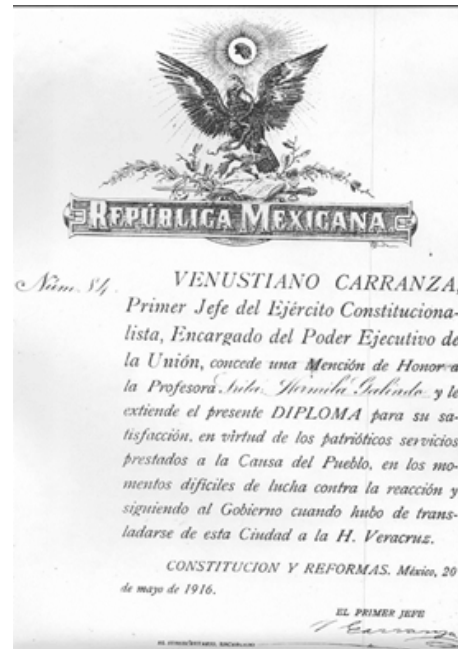 REPÚBLICA MEXICANA.
Núm. 84.
VENUSTIANO CARRANZA,
Primer Jefe del Ejército Constituciona-
lista, Encargado del Poder Ejecutivo de
la Unión, concede una Mención de Honor a
la Profesora Srita. Hermila Galindo y le
extiende el presente DIPLOMA para su sa-
tisfacción, en virtud de los patrióticos servicios
prestados a la Causa del Pueblo, en los mo-
mentos dificiles de lucha contra la reacción y
siguiendo al Gobierno cuando hubo de trans-
ladarse de esta Ciudad a la H. Veracruz.
CONSTITUCION Y REFORMAS. México, 20
de mayo de 1916.
EL PRIMER JEFE
V Carranza